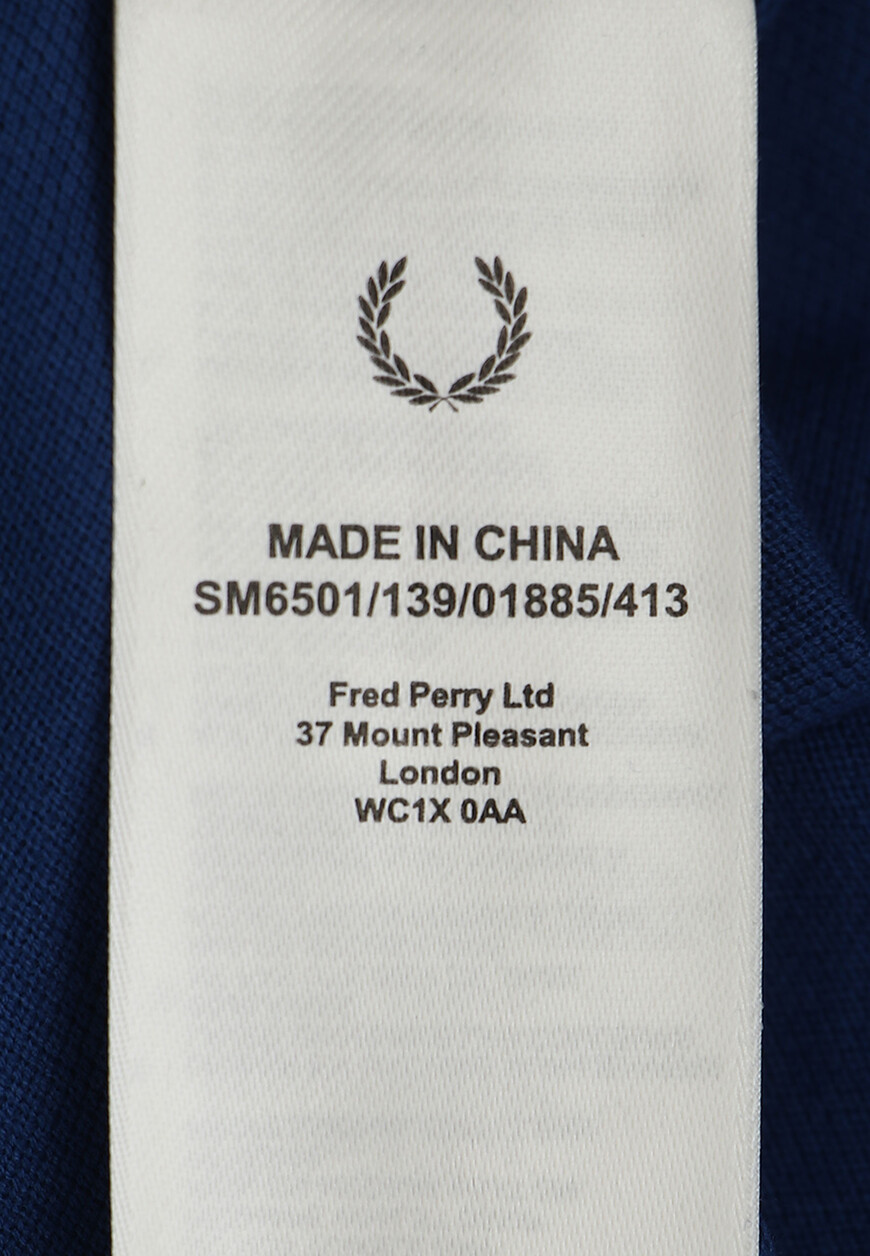 MADE IN CHINA
SM6501/139/01885/413
Fred Perry Ltd
37 Mount Pleasant
London
WC1X 0AA